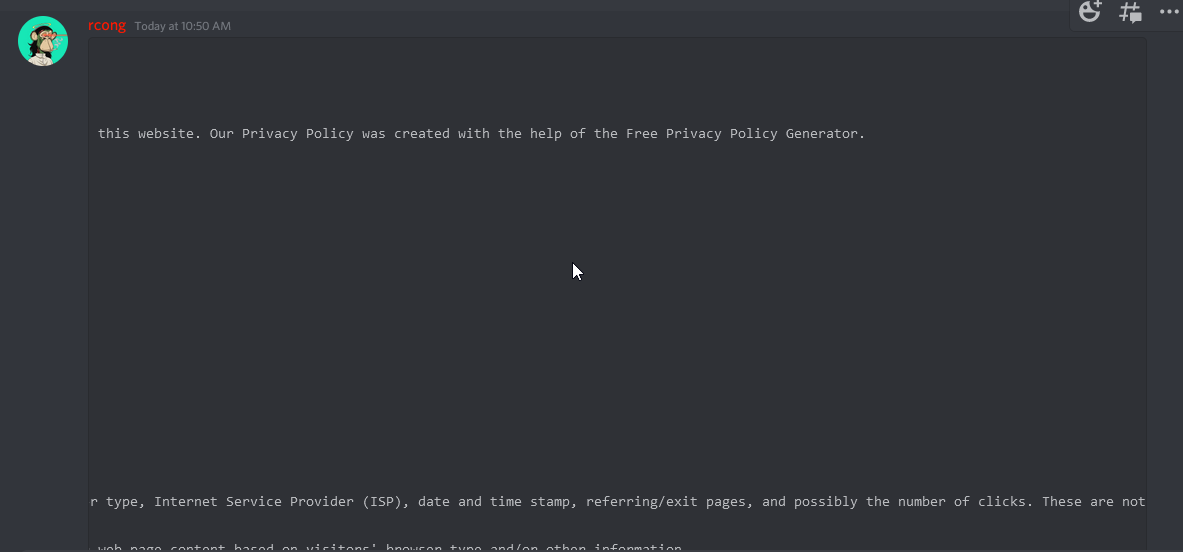 rcong Today at 10:50 AM
this website. Our Privacy Policy was created with the help of the Free Privacy Policy Generator.
r type, Internet Service Provider (ISP), date and time stamp, referring/exit pages, and possibly the number of clicks. These are not
web page content based on visitors' browser type and/or other information